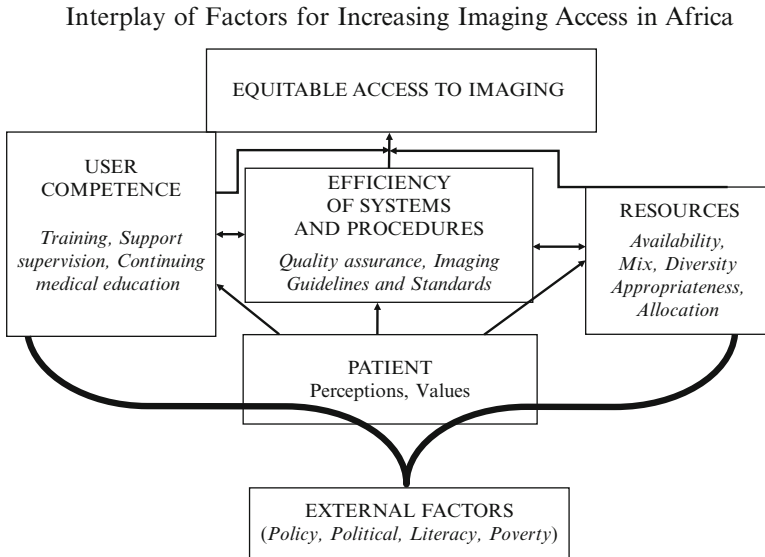 Interplay of Factors for Increasing Imaging Access in Africa
EQUITABLE ACCESS TO IMAGING
USER
COMPETENCE
Training, Support
supervision, Continuing
medical education
EFFICIENCY
OF SYSTEMS
AND PROCEDURES
Quality assurance, Imaging
Guidelines and Standards
RESOURCES
Availability,
Mix, Diversity
Appropriateness,
Allocation
PATIENT
Perceptions, Values
EXTERNAL FACTORS
(Policy, Political, Literacy, Poverty)